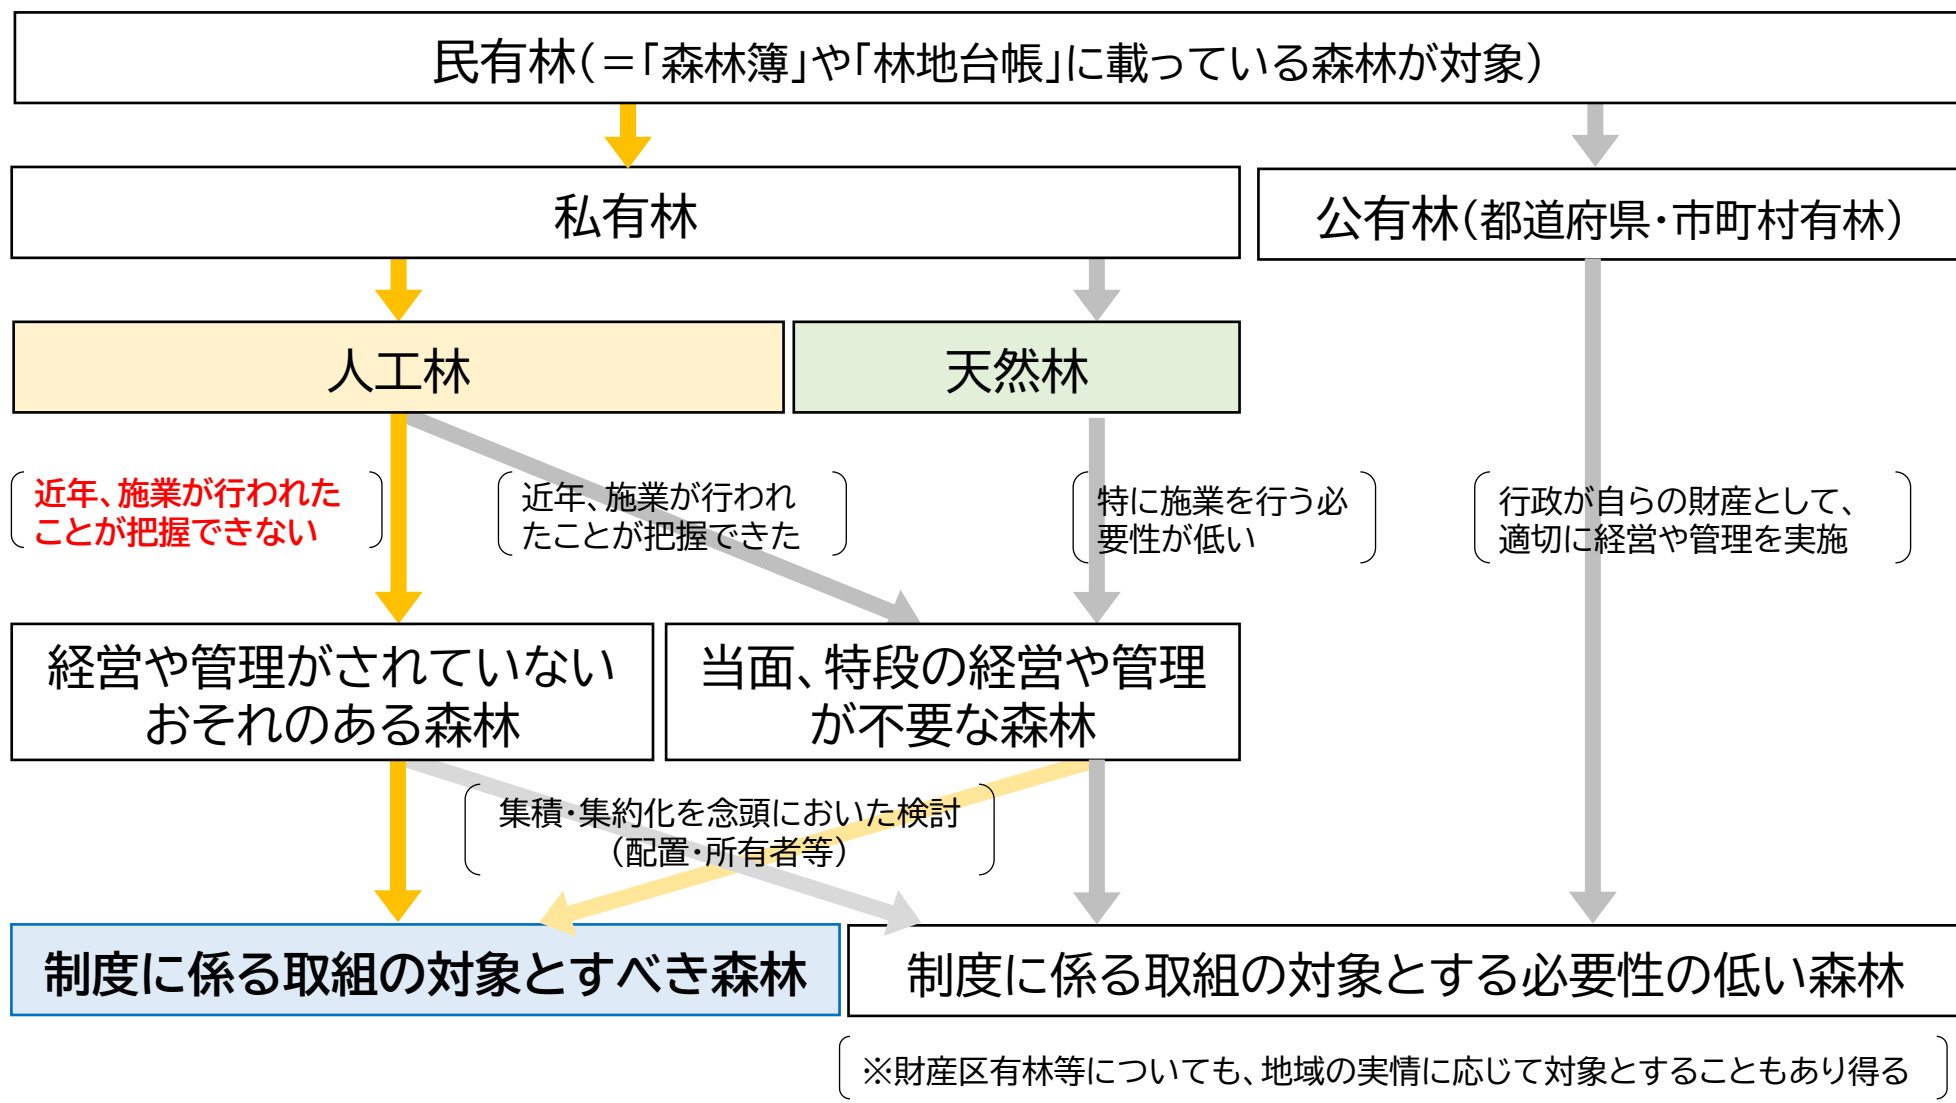 民有林(=「森林簿」や「林地台帳」に載っている森林が対象)
私有林
公有林(都道府県・市町村有林)
人工林
天然林
近年、施業が行われた
ことが把握できない
近年、施業が行われ
たことが把握できた
特に施業を行う必
要性が低い
行政が自らの財産として、
適切に経営や管理を実施
経営や管理がされていない
おそれのある森林
当面、特段の経営や管理
が不要な森林
集積・集約化を念頭においた検討
(配置・所有者等)
制度に係る取組の対象とすべき森林
制度に係る取組の対象とする必要性の低い森林
※財産区有林等についても、地域の実情に応じて対象とすることもあり得る